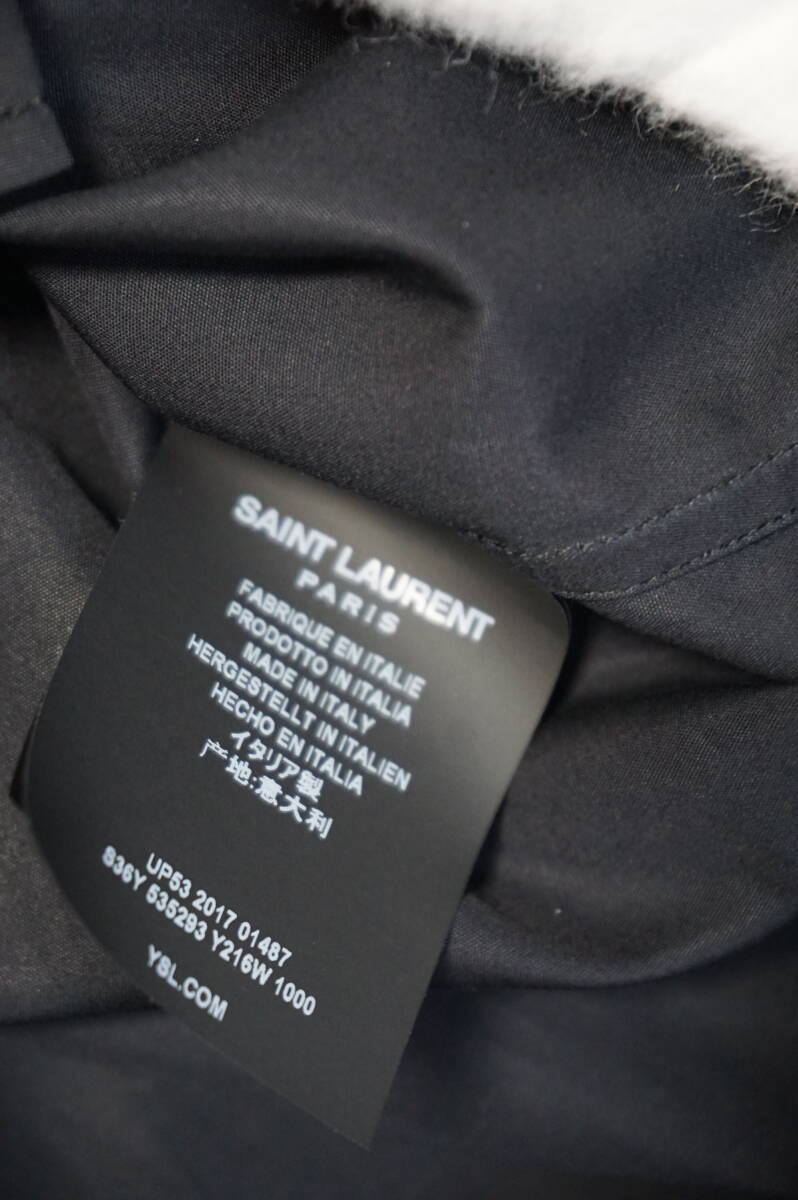 SAINT LAURENT
PARIS
FABRIQUE EN ITALIE
PRODOTTO IN ITALIA
MADE IN ITALY
HERGESTELLT IN ITALIEN
HECHO EN ITALIA
イタリア製
产地:意大利
UP53 2017 01487
836Y 535293 Y216W 1000
YSL.COM